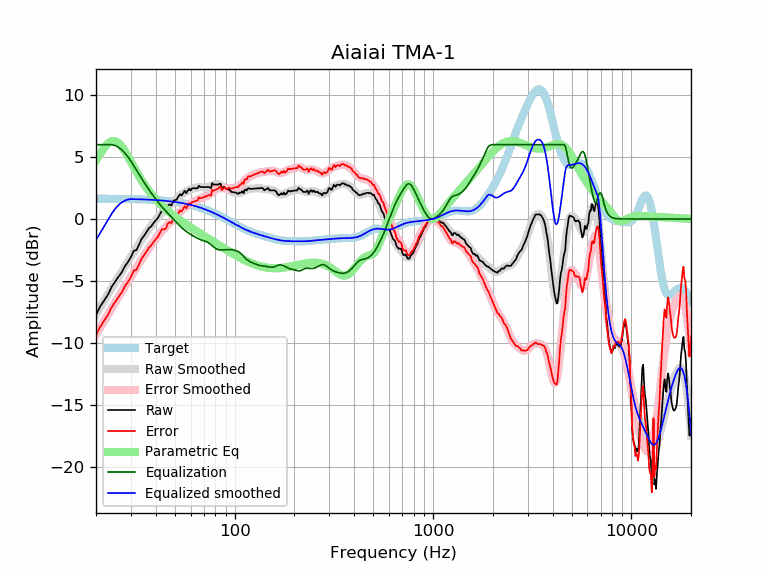 Aiaiai TMA-1
Amplitude (dBr)
10
5
0
−5
−10
−15
−20
Target
Raw Smoothed
Error Smoothed
Raw
Error
Parametric Eq
Equalization
Equalized smoothed
100
1000
10000
Frequency (Hz)